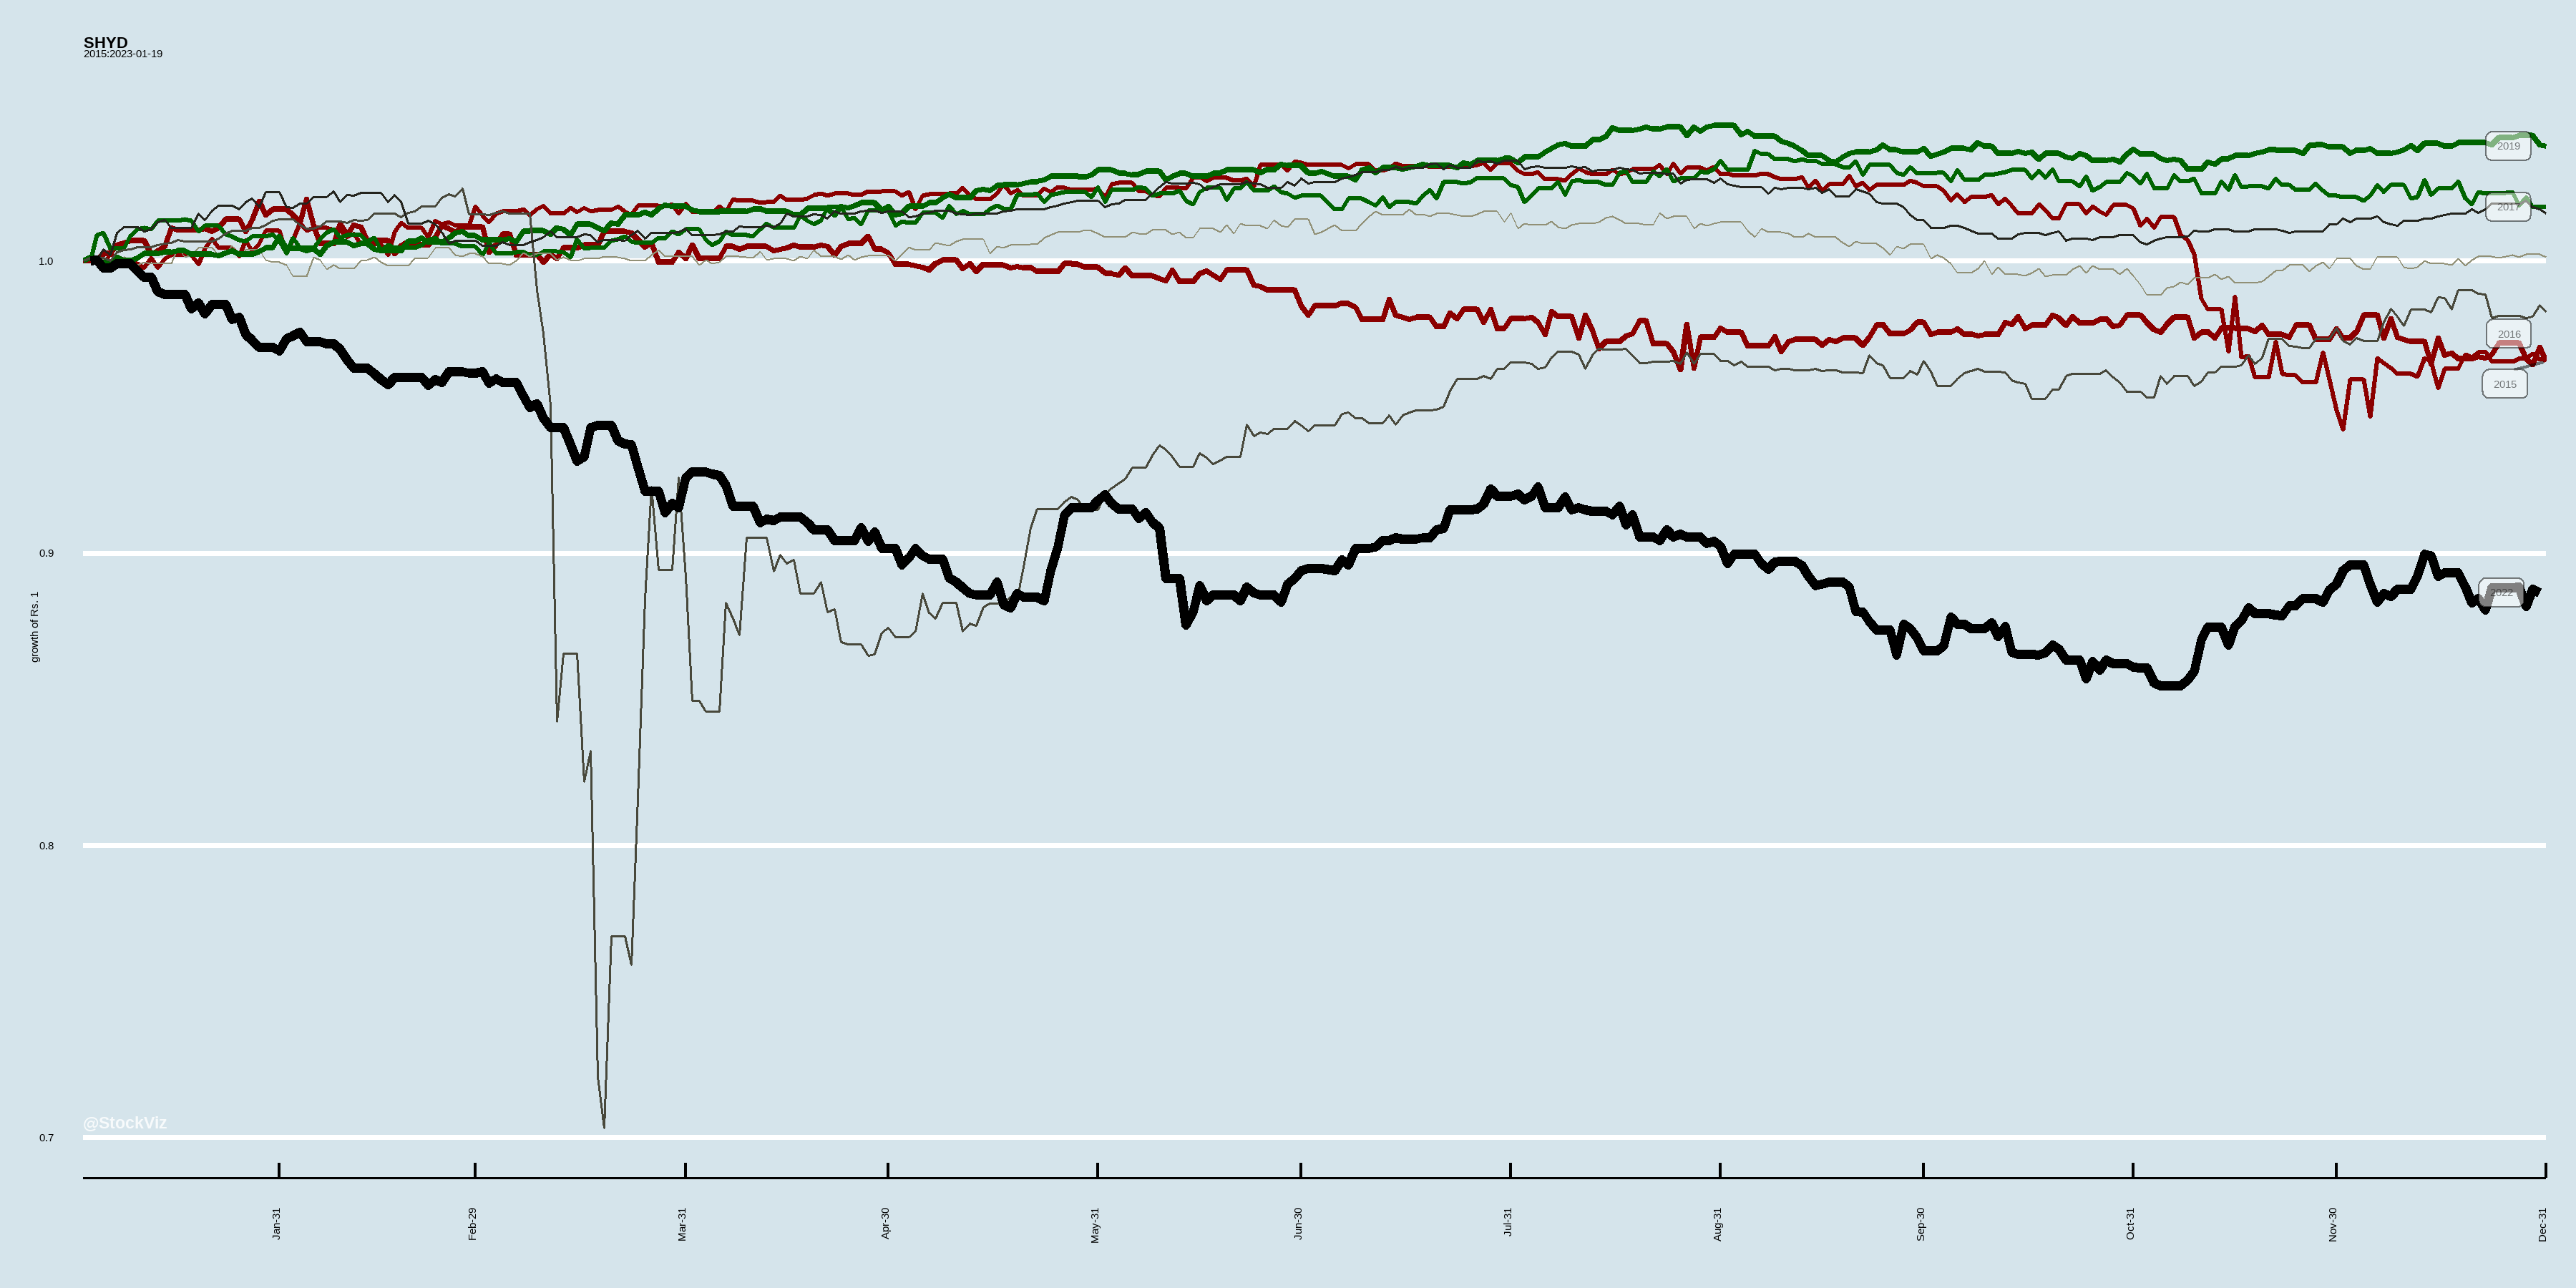 SHYD
2015:2023-01-19
2019
2017
1.0
2016
2015
0.9
2022
growth of Rs. 1
0.8
@StockViz
0.7
Jan-31
Feb-29
Mar-31
Apr-30
May-31
Jun-30
Jul-31
Aug-31
Sep-30
Oct-31
Nov-30
Dec-31